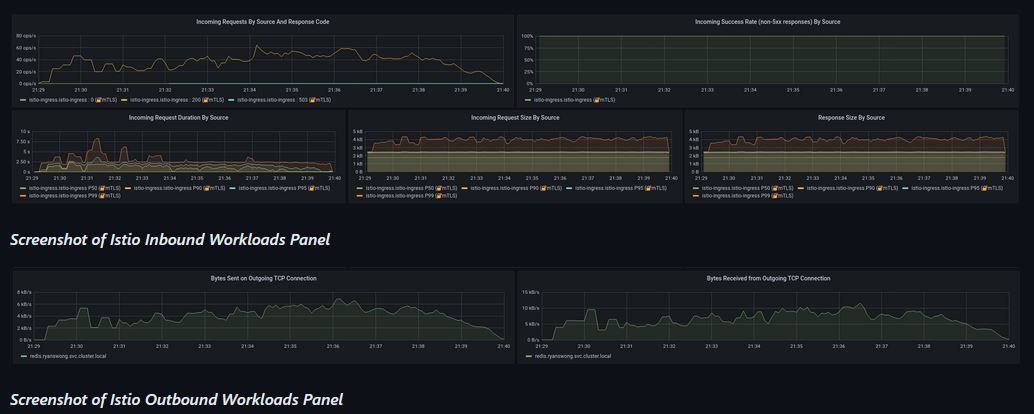 Incoming Requests By Source And Response Code
80 ops/s
60 ops/s
40 ops/s
20 ops/s
0 ops/s
21:29 21:30 21:31 21:32 21:33 21:34 21:35 21:36 21:37 21:38 21:39 21:40
istio-ingress.istio-ingress : 0 (🔐mTLS) istio-ingress.istio-ingress : 200 (🔐mTLS) istio-ingress.istio-ingress : 503 (🔐mTLS)
Incoming Success Rate (non-5xx responses) By Source
100%
75%
50%
25%
0%
21:29 21:30 21:31 21:32 21:33 21:34 21:35 21:36 21:37 21:38 21:39 21:40
istio-ingress.istio-ingress (🔐mTLS)
Incoming Request Duration By Source
10 s
7.50 s
5 s
2.50 s
0 s
21:29 21:30 21:31 21:32 21:33 21:34 21:35 21:36 21:37 21:38 21:39 21:40
istio-ingress.istio-ingress P50 (🔐mTLS) istio-ingress.istio-ingress P90 (🔐mTLS) istio-ingress.istio-ingress P95 (🔐mTLS)
istio-ingress.istio-ingress P99 (🔐mTLS)
Incoming Request Size By Source
5 kB
4 kB
3 kB
2 kB
1 kB
0 B
21:29 21:30 21:31 21:32 21:33 21:34 21:35 21:36 21:37 21:38 21:39 21:40
istio-ingress.istio-ingress P50 (🔐mTLS) istio-ingress.istio-ingress P90 (🔐mTLS) istio-ingress.istio-ingress P95 (🔐mTLS)
istio-ingress.istio-ingress P99 (🔐mTLS)
Response Size By Source
5 kB
4 kB
3 kB
2 kB
1 kB
0 B
21:29 21:30 21:31 21:32 21:33 21:34 21:35 21:36 21:37 21:38 21:39 21:40
istio-ingress.istio-ingress P50 (🔐mTLS) istio-ingress.istio-ingress P90 (🔐mTLS) istio-ingress.istio-ingress P95 (🔐mTLS)
istio-ingress.istio-ingress P99 (🔐mTLS)
Screenshot of Istio Inbound Workloads Panel
Bytes Sent on Outgoing TCP Connection
8 kB/s
6 kB/s
4 kB/s
2 kB/s
0 B/s
21:29 21:30 21:31 21:32 21:33 21:34 21:35 21:36 21:37 21:38 21:39 21:40
redis.ryanswong.svc.cluster.local
Bytes Received from Outgoing TCP Connection
15 kB/s
10 kB/s
5 kB/s
0 B/s
21:29 21:30 21:31 21:32 21:33 21:34 21:35 21:36 21:37 21:38 21:39 21:40
redis.ryanswong.svc.cluster.local
Screenshot of Istio Outbound Workloads Panel